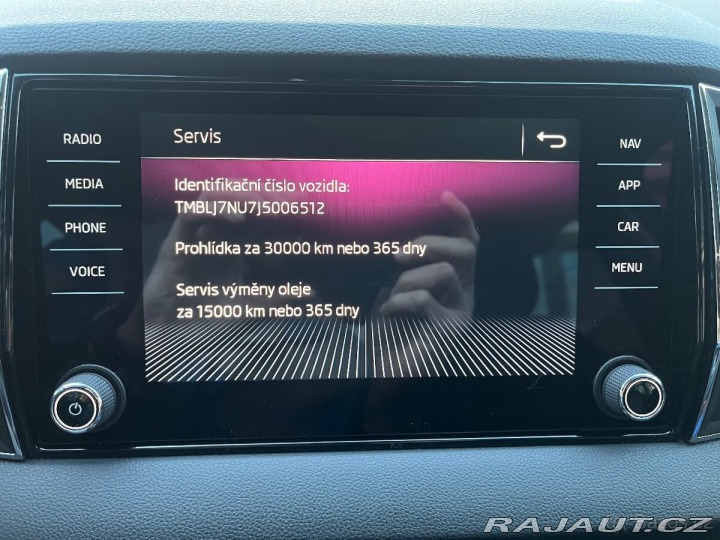 Servis
RADIO
MEDIA
PHONE
VOICE
Identifikační číslo vozidla:
TMBLJ7NU7J5006512
Prohlídka za 30000 km nebo 365 dny
Servis výměny oleje
za 15000 km nebo 365 dny
NAV
APP
CAR
MENU
RAJAUT.CZ